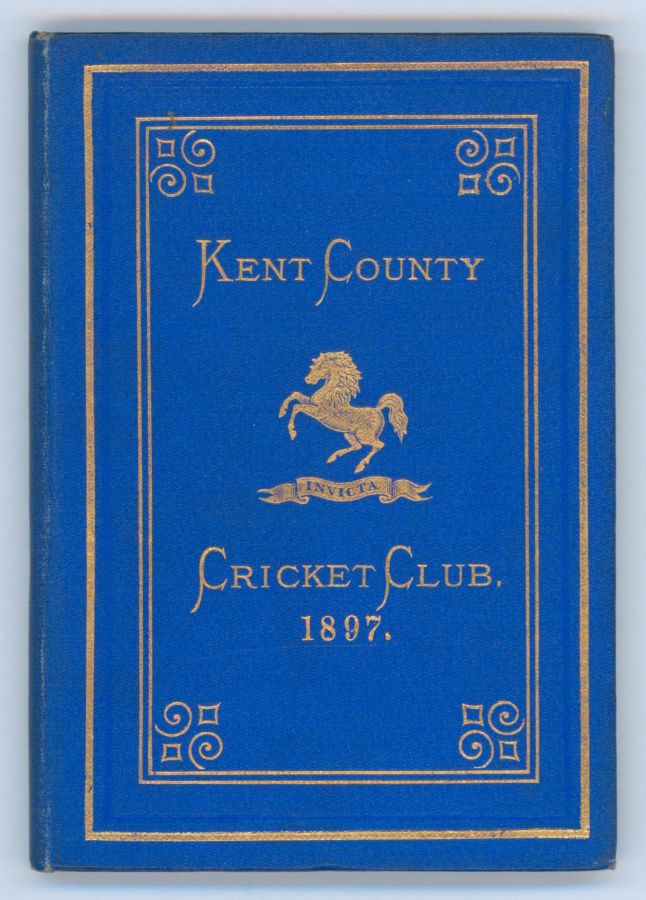 KENT COUNTY
INVICTA
CRICKET CLUB.
1897.